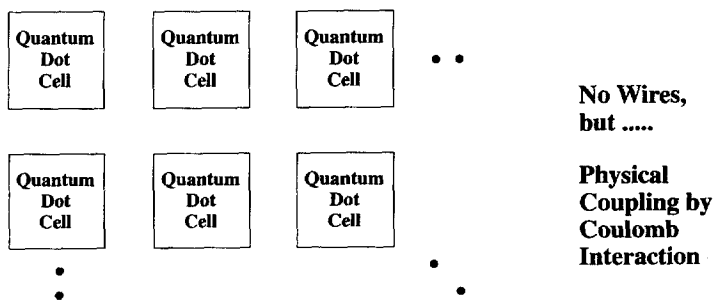 Quantum Dot Cell
Quantum Dot Cell
Quantum Dot Cell
No Wires,
but .....
Quantum Dot Cell
Quantum Dot Cell
Quantum Dot Cell
Physical
Coupling by
Coulomb
Interaction